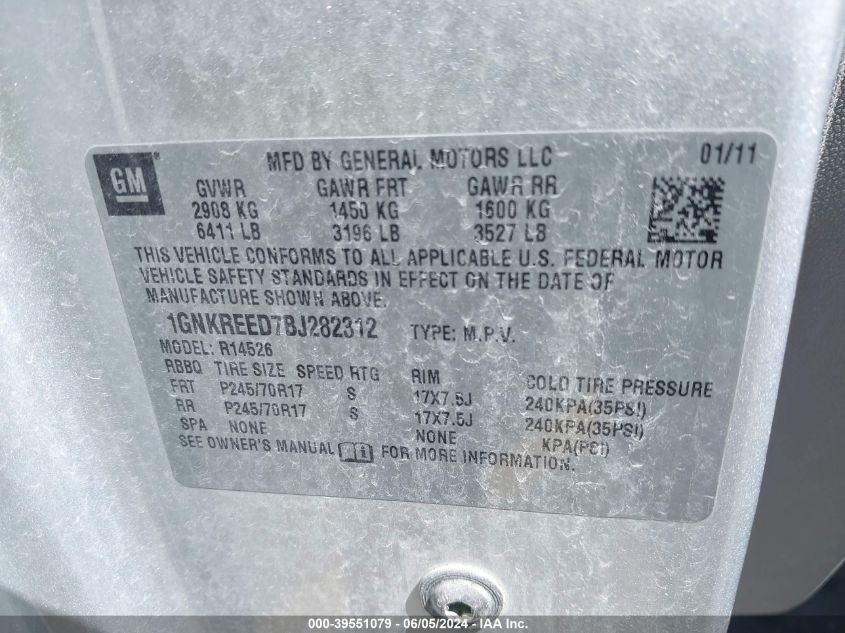 GM
MFD BY GENERAL MOTORS LLC 01/11
GVWR GAWR FRT GAWR RR
2908 KG 1450 KG 1600 KG
6411 LB 3196 LB 3527 LB
THIS VEHICLE CONFORMS TO ALL APPLICABLE U.S. FEDERAL MOTOR
VEHICLE SAFETY STANDARDS IN EFFECT ON THE DATE OF
MANUFACTURE SHOWN ABOVE.
1GNKREED7BJ282312 TYPE: M.P.V.
MODEL: R14526
RBBQ TIRE SIZE SPEED RTG RIM COLD TIRE PRESSURE
FRT P245/70R17 S 17X7.5J 240KPA(35PSI)
RR P245/70R17 S 17X7.5J 240KPA(35PSI)
SPA NONE NONE KPA(PSI)
SEE OWNER'S MANUAL FOR MORE INFORMATION.
000-39551079 - 06/05/2024 - IAA Inc.